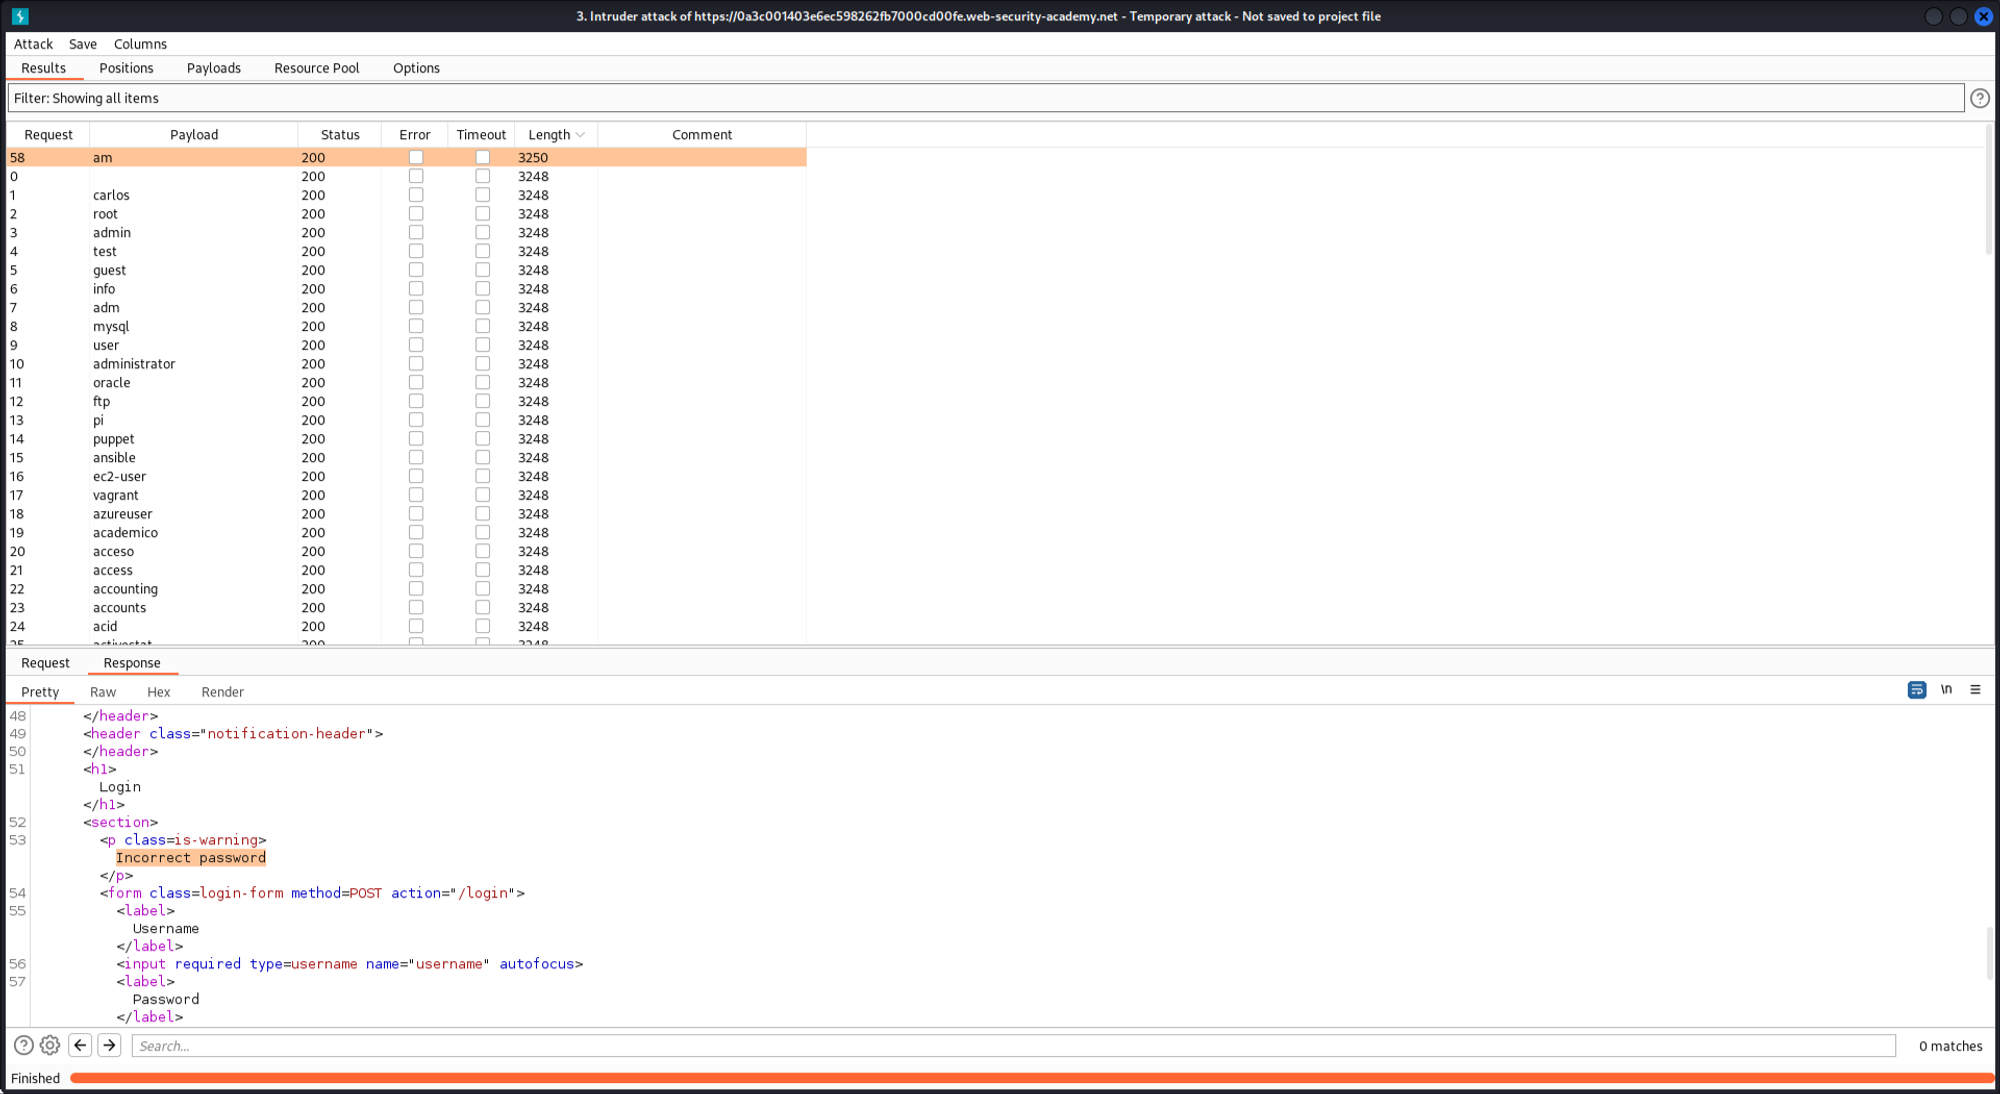 3. Intruder attack of https://0a3c001403e6ec598262fb7000cd00fe.web-security-academy.net - Temporary attack - Not saved to project file
Attack Save Columns
Results Positions Payloads Resource Pool Options
Filter: Showing all items
?
Request Payload Status Error Timeout Length Comment
58 am 200 3250
0 200 3248
1 carlos 200 3248
2 root 200 3248
3 admin 200 3248
4 test 200 3248
5 guest 200 3248
6 info 200 3248
7 adm 200 3248
8 mysql 200 3248
9 user 200 3248
10 administrator 200 3248
11 oracle 200 3248
12 ftp 200 3248
13 pi 200 3248
14 puppet 200 3248
15 ansible 200 3248
16 ec2-user 200 3248
17 vagrant 200 3248
18 azureuser 200 3248
19 academico 200 3248
20 acceso 200 3248
21 access 200 3248
22 accounting 200 3248
23 accounts 200 3248
24 acid 200 3248
25 activestat 200 3248
Request Response
Pretty Raw Hex Render \n
48 </header>
49 <header class="notification-header">
50 </header>
51 <h1>
Login
</h1>
52 <section>
53 <p class=is-warning>
Incorrect password
</p>
54 <form class=login-form method=POST action="/login">
55 <label>
Username
</label>
56 <input required type=username name="username" autofocus>
57 <label>
Password
</label>
? Search... 0 matches
Finished